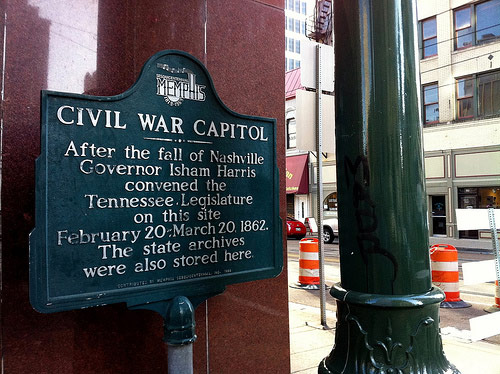 SESQUICENTENNIAL
MEMPHIS
CIVIL WAR CAPITOL
After the fall of Nashville
Governor Isham Harris
convened the
Tennessee Legislature
on this site
February 20-March 20, 1862.
The state archives
were also stored here.